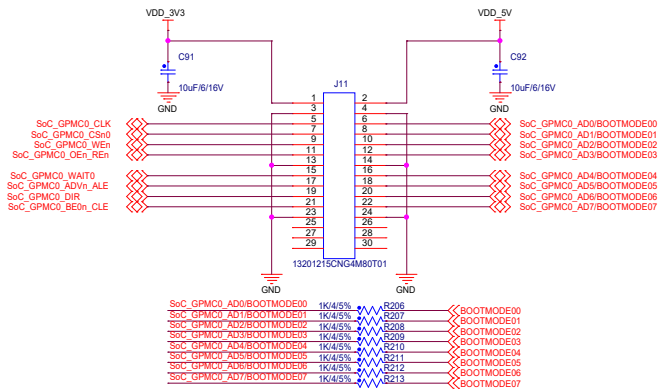 VDD_3V3 VDD_5V
C91 C92
10uF/6/16V J11 10uF/6/16V
GND GND
1 2
3 4
SoC_GPMC0_CLK 5 6 SoC_GPMC0_AD0/BOOTMODE00
SoC_GPMC0_CSn0 7 8 SoC_GPMC0_AD1/BOOTMODE01
SoC_GPMC0_WEn 9 10 SoC_GPMC0_AD2/BOOTMODE02
SoC_GPMC0_OEn_REn 11 12 SoC_GPMC0_AD3/BOOTMODE03
13 14
SoC_GPMC0_WAIT0 15 16 SoC_GPMC0_AD4/BOOTMODE04
SoC_GPMC0_ADVn_ALE 17 18 SoC_GPMC0_AD5/BOOTMODE05
SoC_GPMC0_DIR 19 20 SoC_GPMC0_AD6/BOOTMODE06
SoC_GPMC0_BE0n_CLE 21 22 SoC_GPMC0_AD7/BOOTMODE07
23 24
25 26
27 28
29 30
13201215CNG4M80T01
GND GND
SoC_GPMC0_AD0/BOOTMODE00 1K/4/5% R206 BOOTMODE00
SoC_GPMC0_AD1/BOOTMODE01 1K/4/5% R207 BOOTMODE01
SoC_GPMC0_AD2/BOOTMODE02 1K/4/5% R208 BOOTMODE02
SoC_GPMC0_AD3/BOOTMODE03 1K/4/5% R209 BOOTMODE03
SoC_GPMC0_AD4/BOOTMODE04 1K/4/5% R210 BOOTMODE04
SoC_GPMC0_AD5/BOOTMODE05 1K/4/5% R211 BOOTMODE05
SoC_GPMC0_AD6/BOOTMODE06 1K/4/5% R212 BOOTMODE06
SoC_GPMC0_AD7/BOOTMODE07 1K/4/5% R213 BOOTMODE07